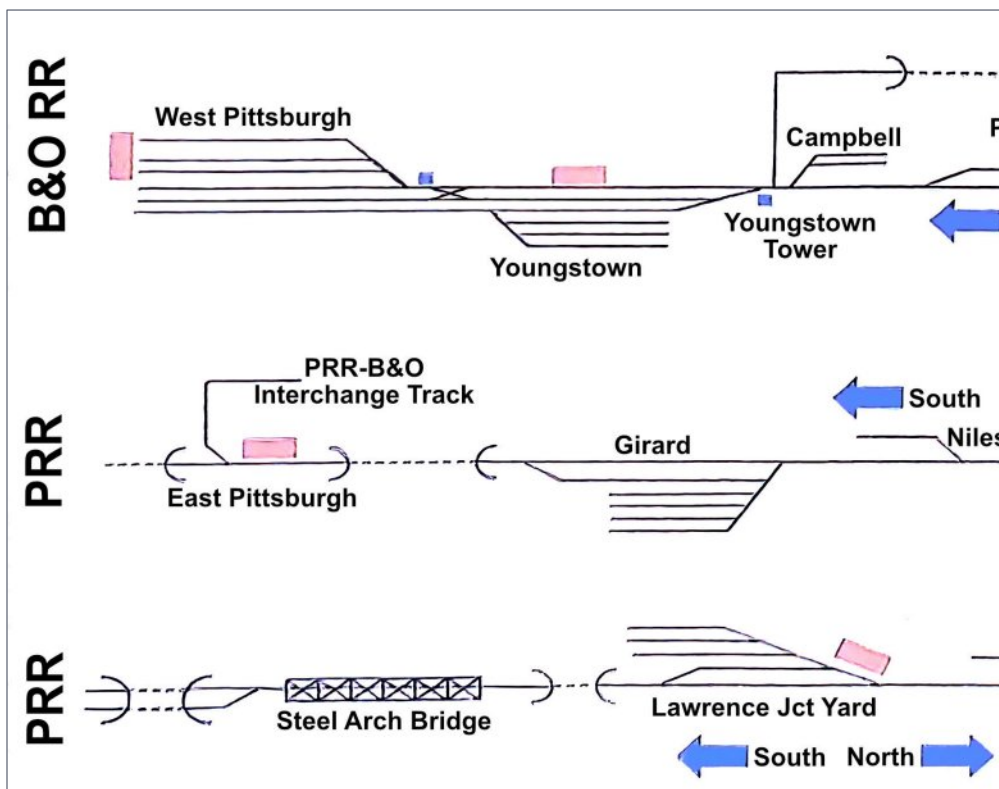 B&O RR
West Pittsburgh
Campbell
Youngstown
Tower
Youngstown
PRR
PRR-B&O
Interchange Track
South
Girard
Niles
East Pittsburgh
PRR
Steel Arch Bridge
Lawrence Jct Yard
South North